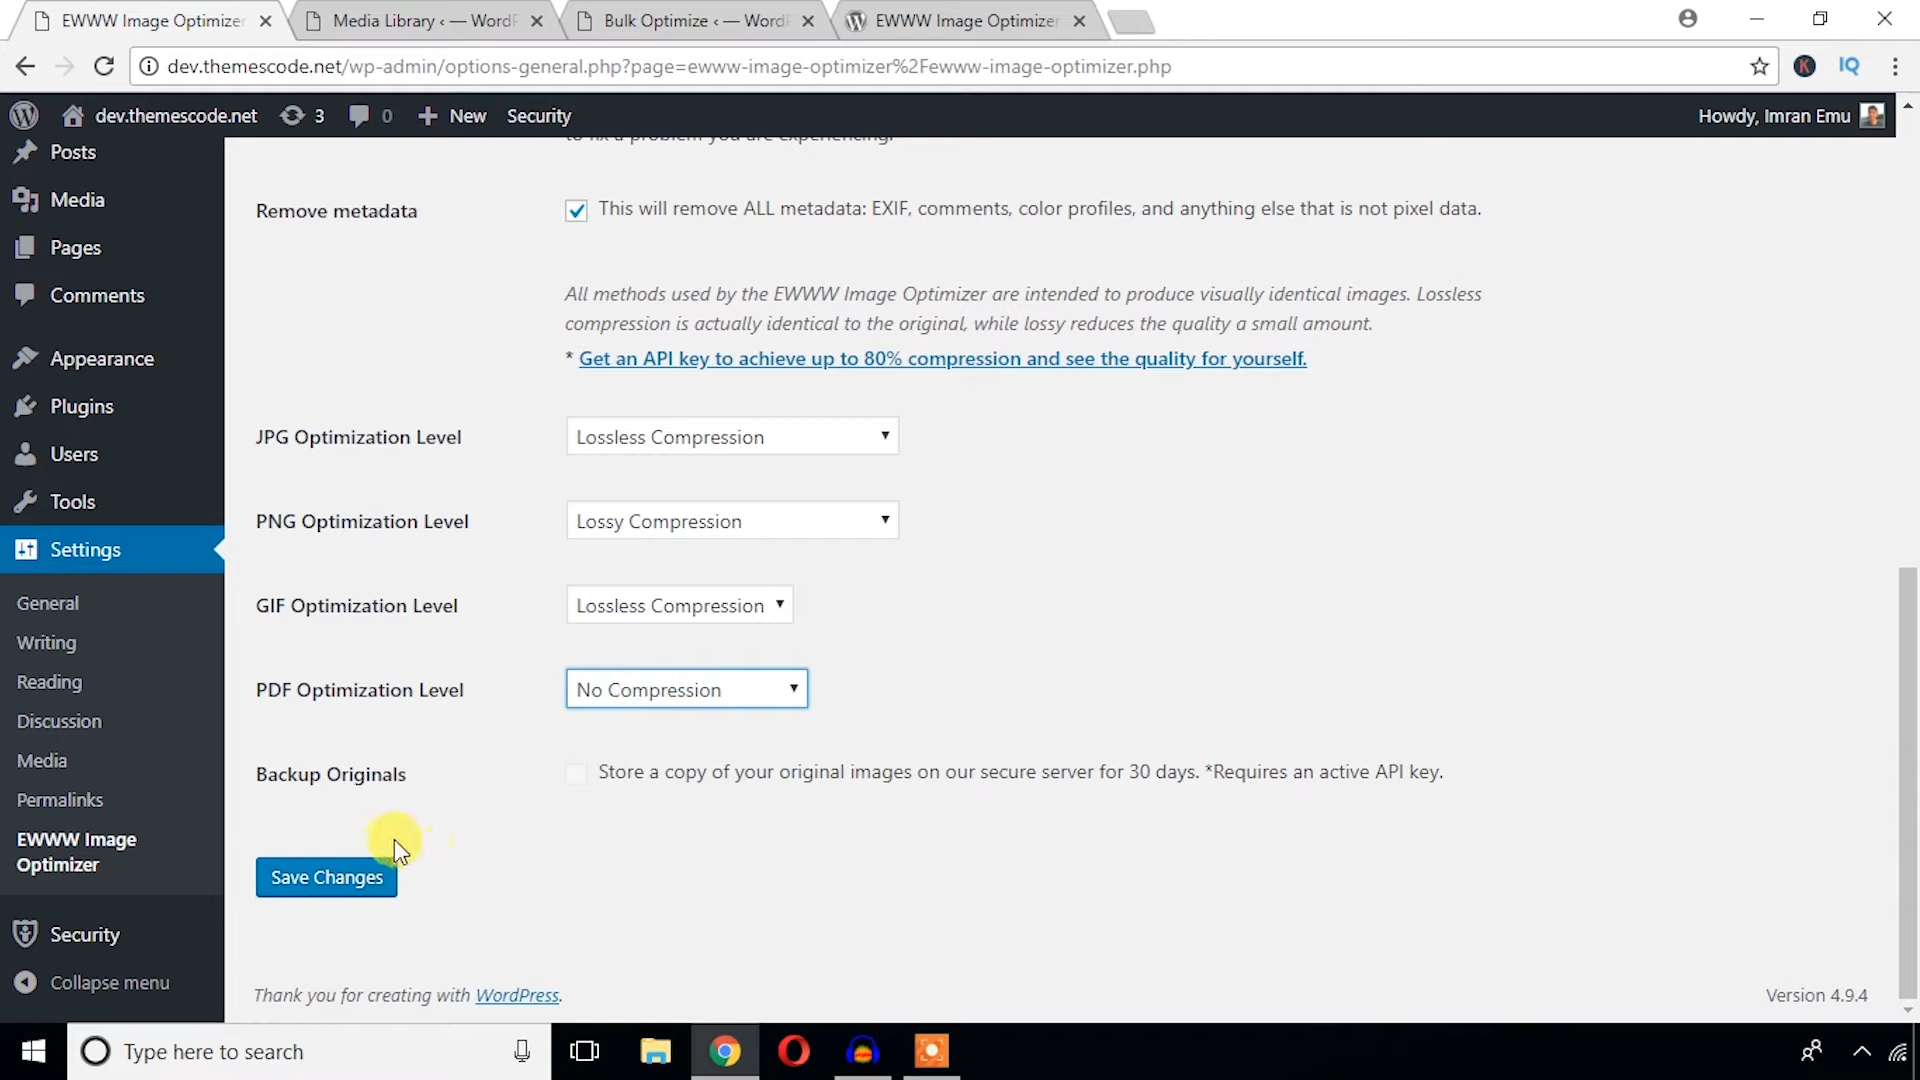 EWWW Image Optimizer
Media Library ‹ — WordP
Bulk Optimize ‹ — WordP
EWWW Image Optimizer
dev.themescode.net/wp-admin/options-general.php?page=ewww-image-optimizer%2Fewww-image-optimizer.php
IQ
dev.themescode.net
3
0
New
Security
Howdy, Imran Emu
to fix a problem you are experiencing.
Posts
Media
Pages
Comments
Appearance
Plugins
Users
Tools
Settings
General
Writing
Reading
Discussion
Media
Permalinks
EWWW Image
Optimizer
Security
Collapse menu
Remove metadata
This will remove ALL metadata: EXIF, comments, color profiles, and anything else that is not pixel data.
All methods used by the EWWW Image Optimizer are intended to produce visually identical images. Lossless
compression is actually identical to the original, while lossy reduces the quality a small amount.
* Get an API key to achieve up to 80% compression and see the quality for yourself.
JPG Optimization Level
Lossless Compression
PNG Optimization Level
Lossy Compression
GIF Optimization Level
Lossless Compression
PDF Optimization Level
No Compression
Backup Originals
Store a copy of your original images on our secure server for 30 days. *Requires an active API key.
Save Changes
Thank you for creating with WordPress.
Version 4.9.4
Type here to search